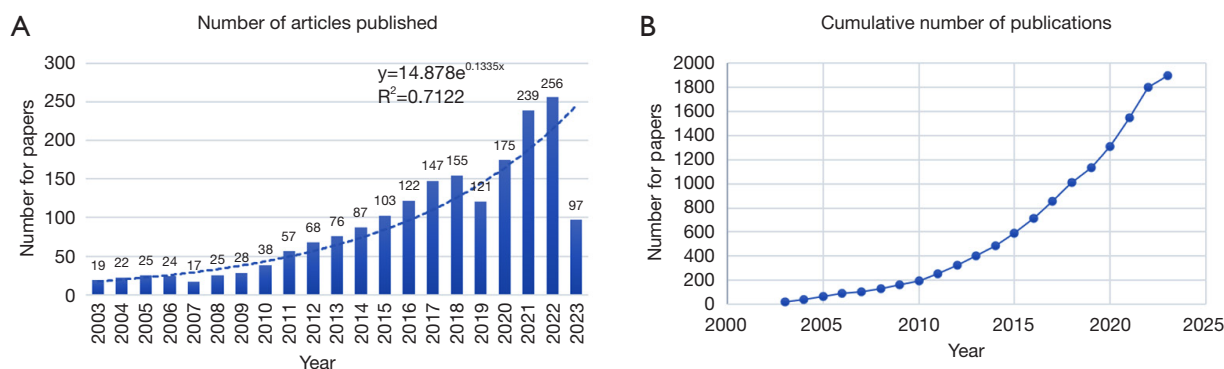 A
Number of articles published
Number for papers
300
250
200
150
100
50
0
y=14.878e^0.1335x
R²=0.7122
19 22 25 24 17 25 28 38 57 68 76 87 103 122 147 155 121 175 239 256 97
2003 2004 2005 2006 2007 2008 2009 2010 2011 2012 2013 2014 2015 2016 2017 2018 2019 2020 2021 2022 2023
Year
B
Cumulative number of publications
Number for papers
2000
1800
1600
1400
1200
1000
800
600
400
200
0
2000 2005 2010 2015 2020 2025
Year